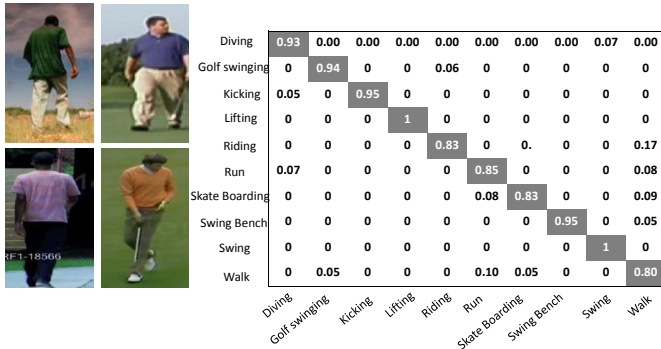 Diving 0.93 0.00 0.00 0.00 0.00 0.00 0.00 0.00 0.07 0.00
Golf swinging 0 0.94 0 0 0.06 0 0 0 0 0
Kicking 0.05 0 0.95 0 0 0 0 0 0 0
Lifting 0 0 0 1 0 0 0 0 0 0
Riding 0 0 0 0 0.83 0 0. 0 0 0.17
Run 0.07 0 0 0 0 0.85 0 0 0 0.08
Skate Boarding 0 0 0 0 0 0.08 0.83 0 0 0.09
Swing Bench 0 0 0 0 0 0 0 0.95 0 0.05
RF1-18566
Swing 0 0 0 0 0 0 0 0 1 0
Walk 0 0.05 0 0 0 0.10 0.05 0 0 0.80
Diving Golf swinging Kicking Lifting Riding Run Skate Boarding Swing Bench Swing Walk